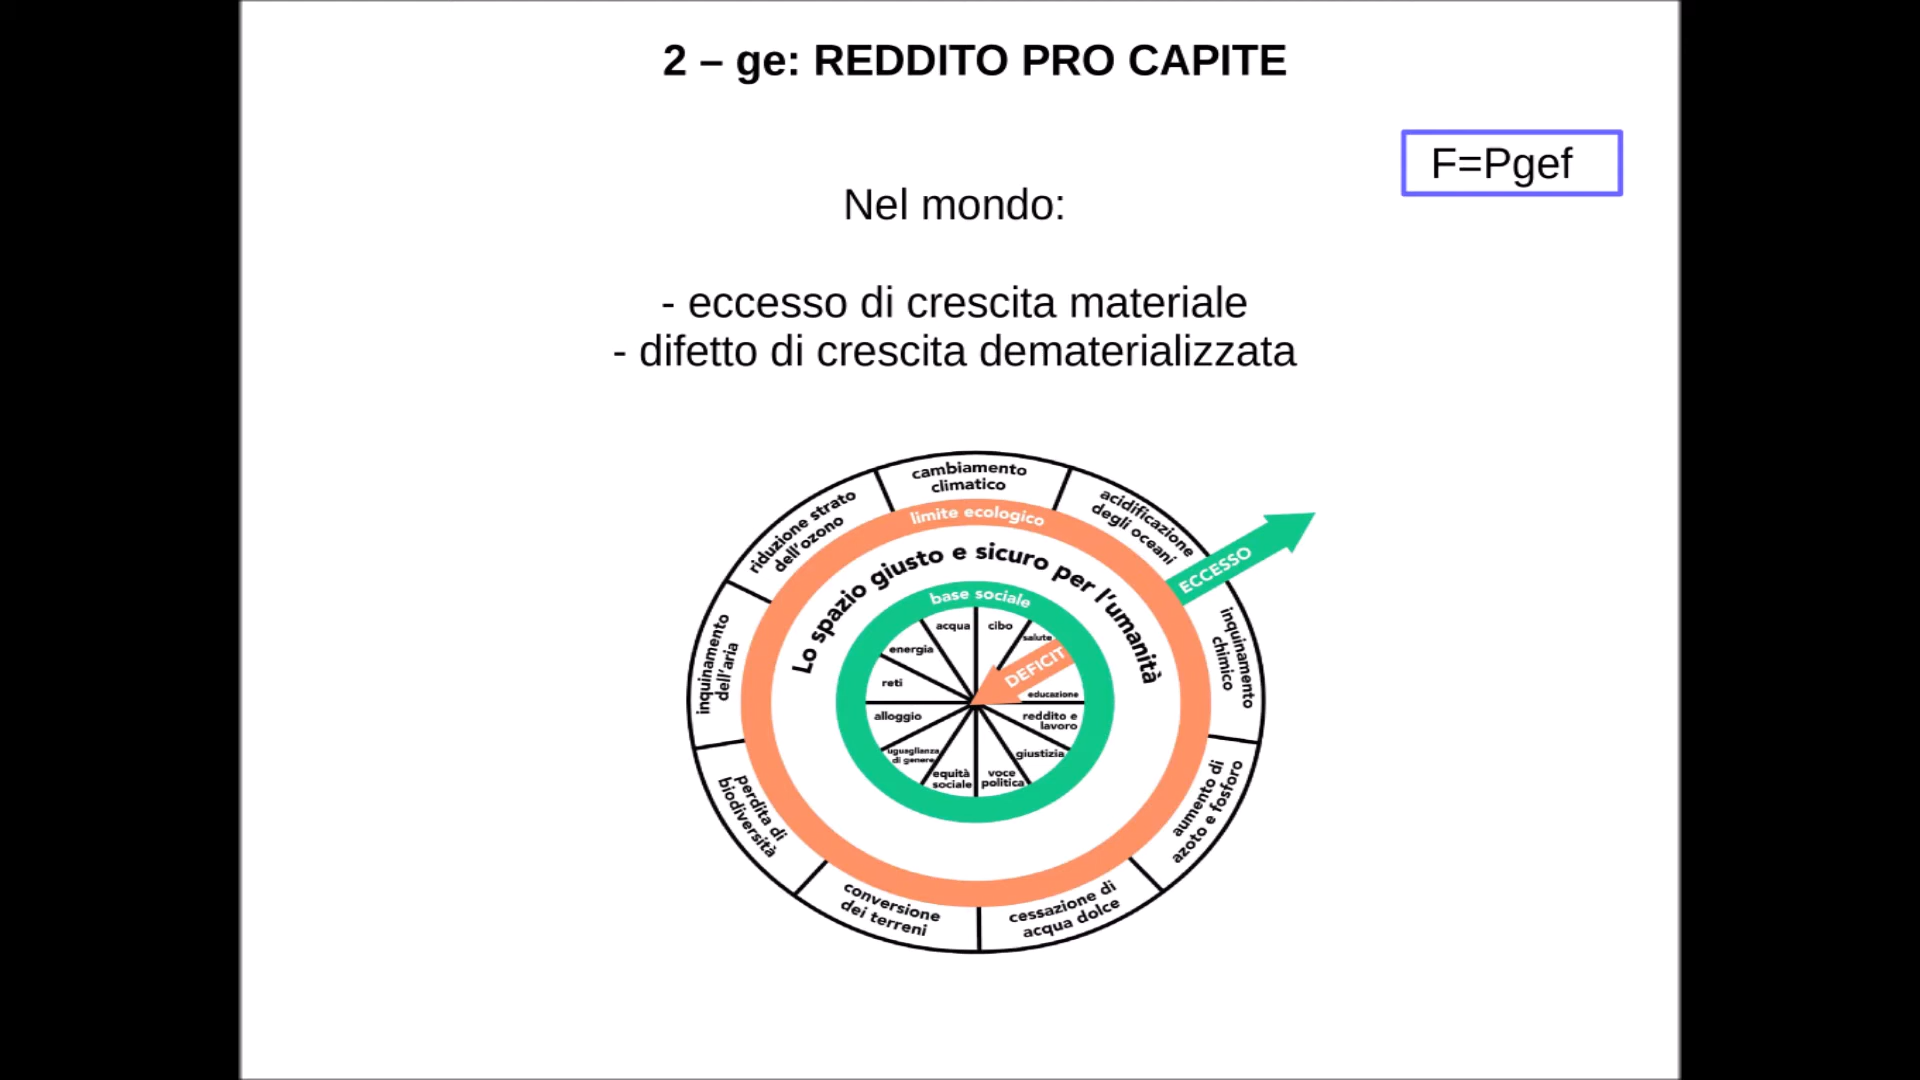 2 – ge: REDDITO PRO CAPITE
F=Pgef
Nel mondo:
- eccesso di crescita materiale
- difetto di crescita dematerializzata
cambiamento
climatico
acidificazione
degli oceani
ECCESSO
inquinamento
chimico
aumento di
azoto e fosforo
cessazione di
acqua dolce
conversione
dei terreni
perdita di
biodiversità
inquinamento
dell'aria
riduzione strato
dell'ozono
limite ecologico
Lo spazio giusto e sicuro per l'umanità
base sociale
acqua
cibo
salute
DEFICIT
educazione
reddito e
lavoro
giustizia
voce
politica
equità
sociale
uguaglianza
di genere
alloggio
reti
energia